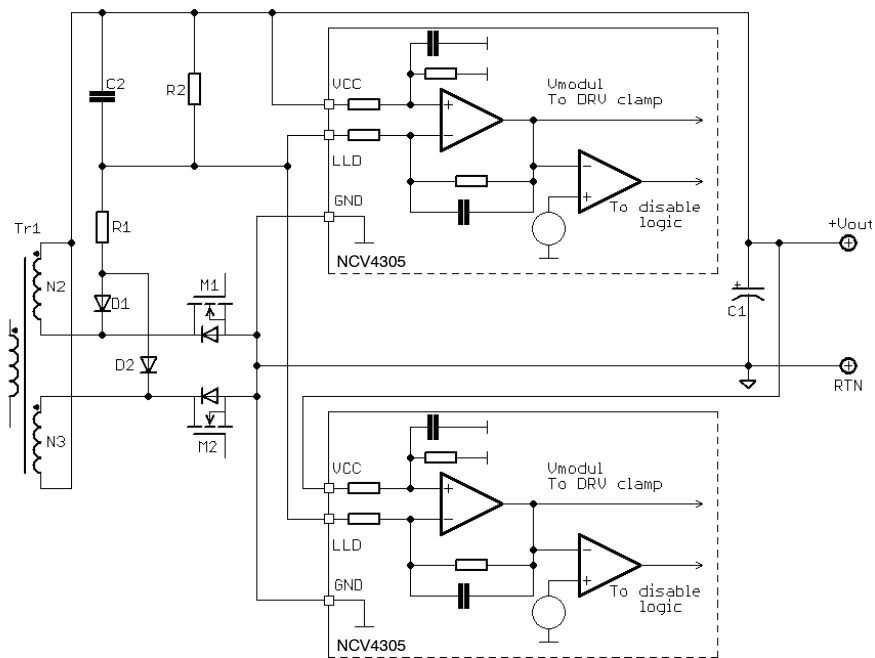 C2
R2
VCC
Vmodul
To DRV clamp
+
−
LLD
−
+
GND
To disable
logic
Tr1
R1
+Vout
NCV4305
N2
M1
D1
+
C1
D2
RTN
N3
M2
VCC
Vmodul
To DRV clamp
+
−
LLD
−
+
GND
To disable
logic
NCV4305